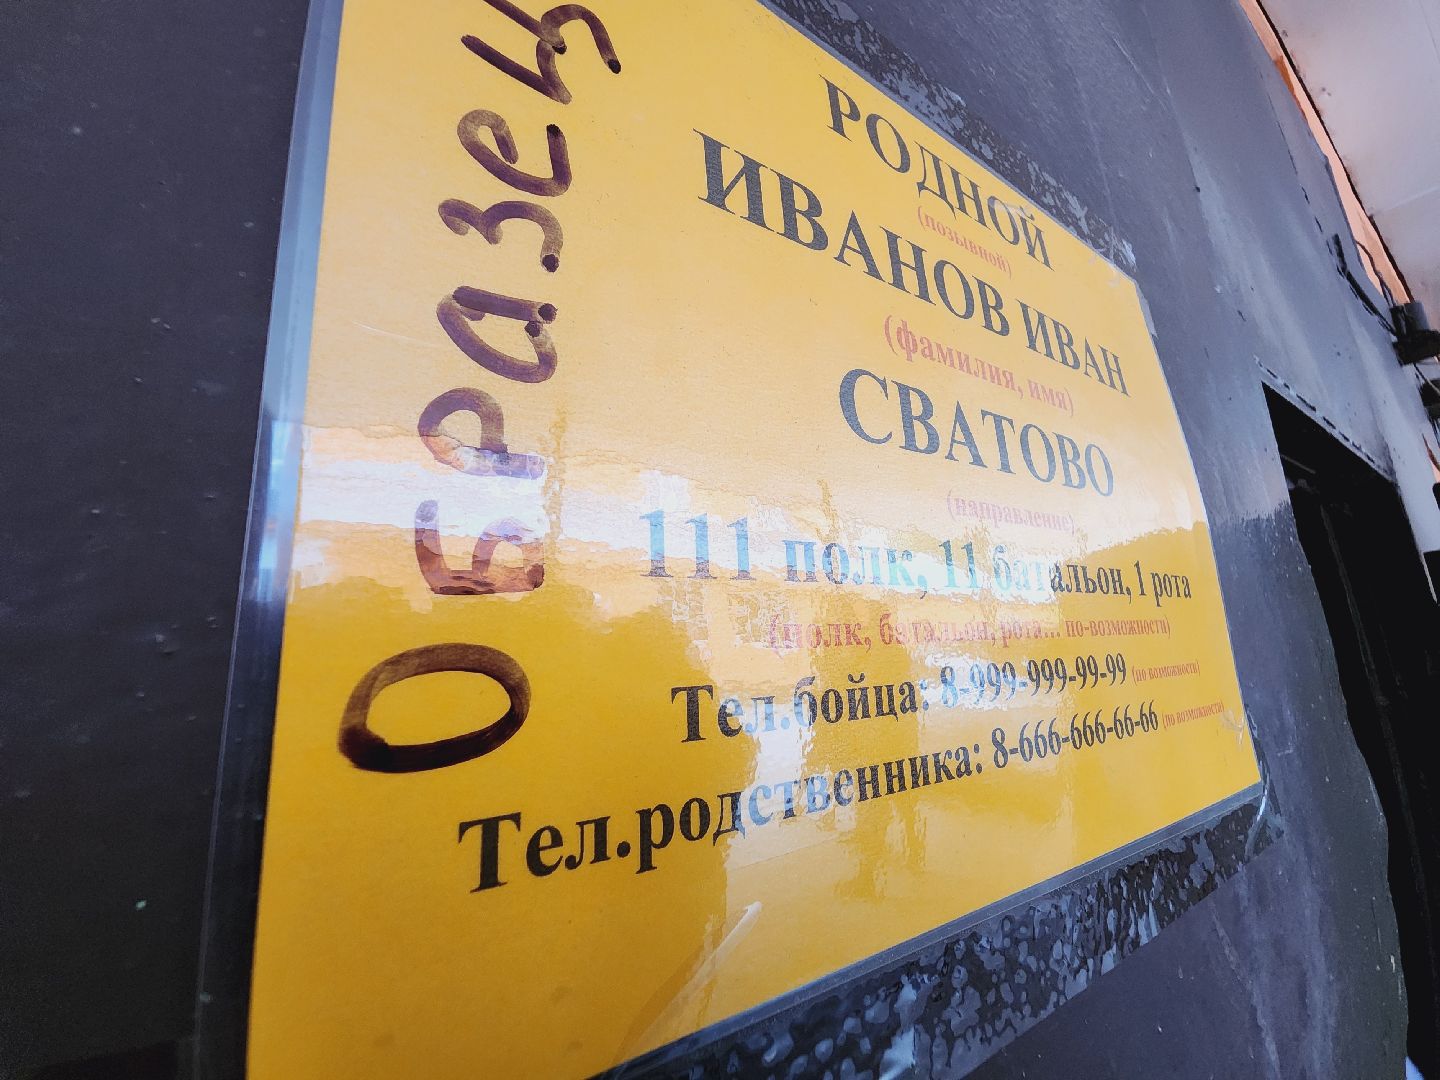 Образец
РОДНОЙ
(позывной)
ИВАНОВ ИВАН
(фамилия, имя)
СВАТОВО
(направление)
111 полк, 11 батальон, 1 рота
(полк, батальон, рота... по-возможности)
Тел.бойца: 8-999-999-99-99 (по возможности)
Тел.родственника: 8-666-666-66-66 (по возможности)